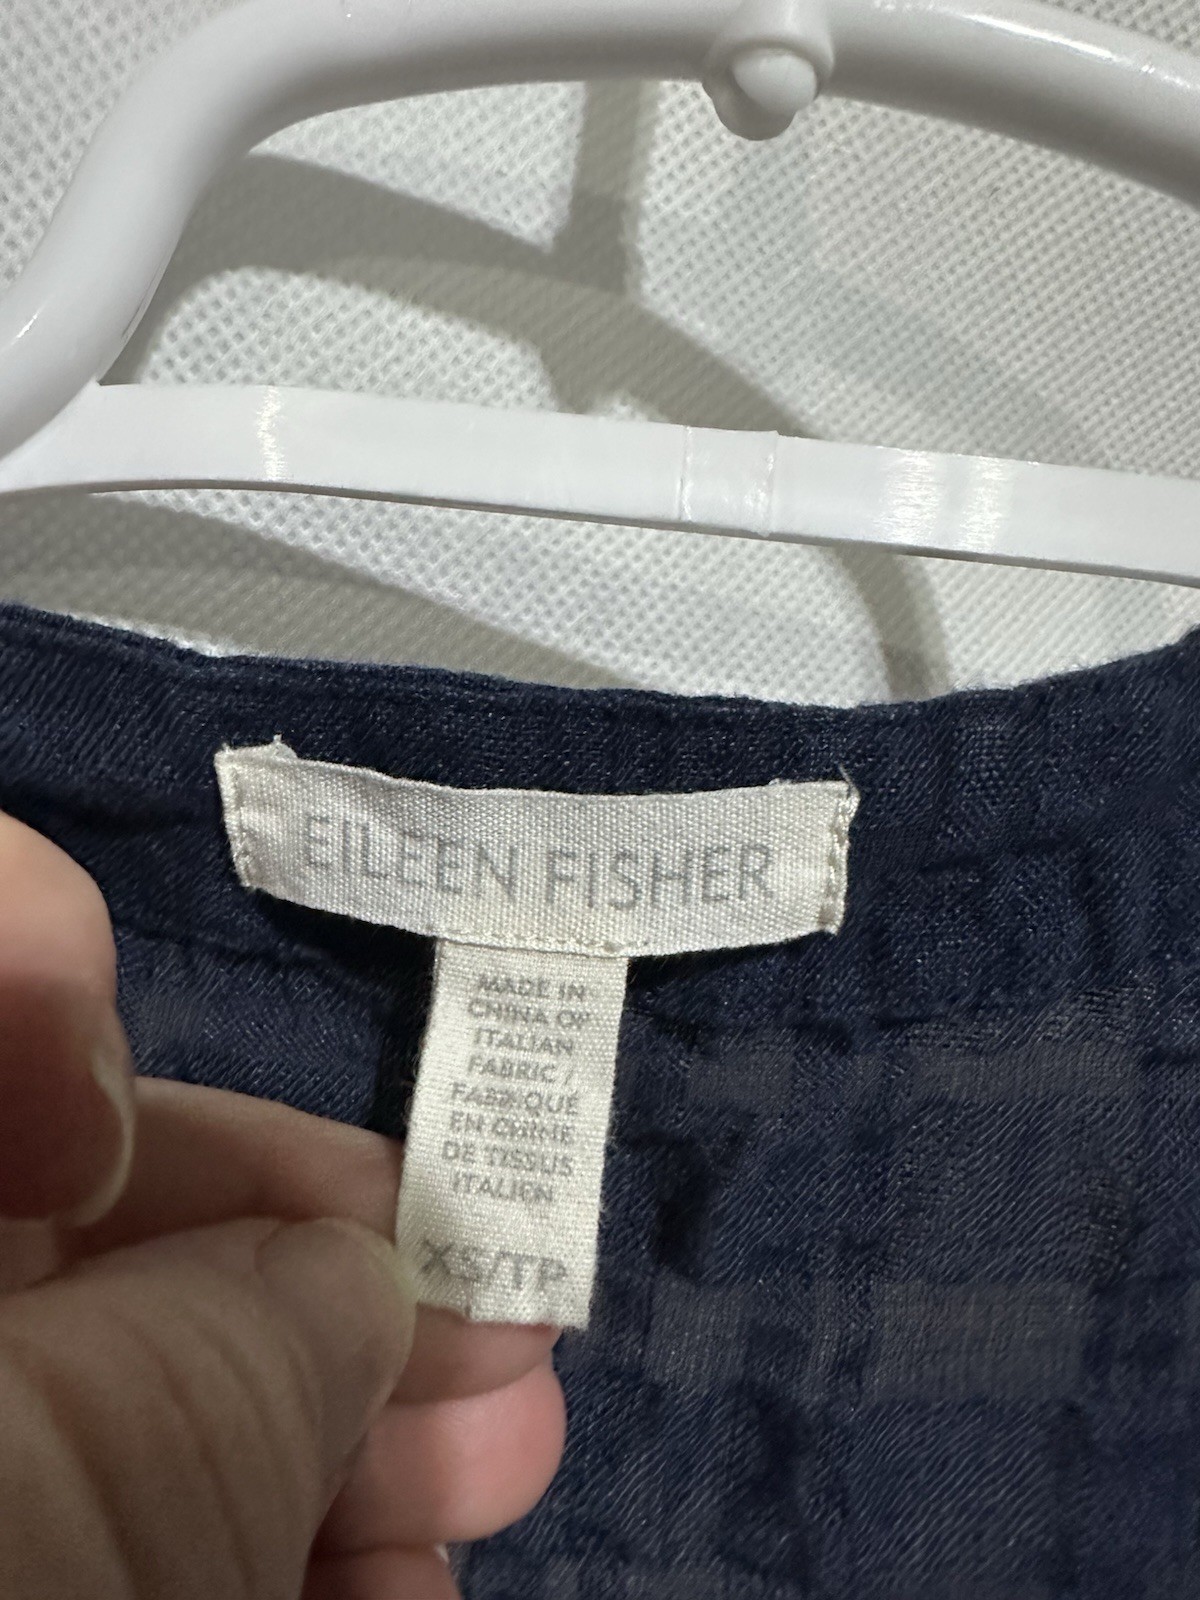 EILEEN FISHER
MADE IN
CHINA OF
ITALIAN
FABRIC /
FABRIQUÉ
EN CHINE
DE TISSUS
ITALIEN
XS/TP